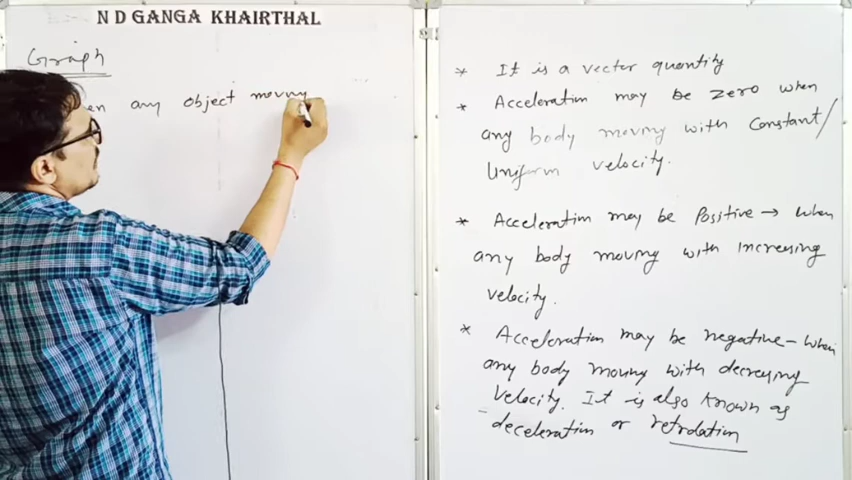 N D GANGA KHAIRTHAL
Graph
any object moving
* It is a vector quantity
* Acceleration may be zero when
any body moving with constant/
Uniform velocity.
* Acceleration may be Positive → when
any body moving with increasing
velocity.
* Acceleration may be negative - when
any body moving with decreasing
velocity. It is also known as
deceleration or retrdation